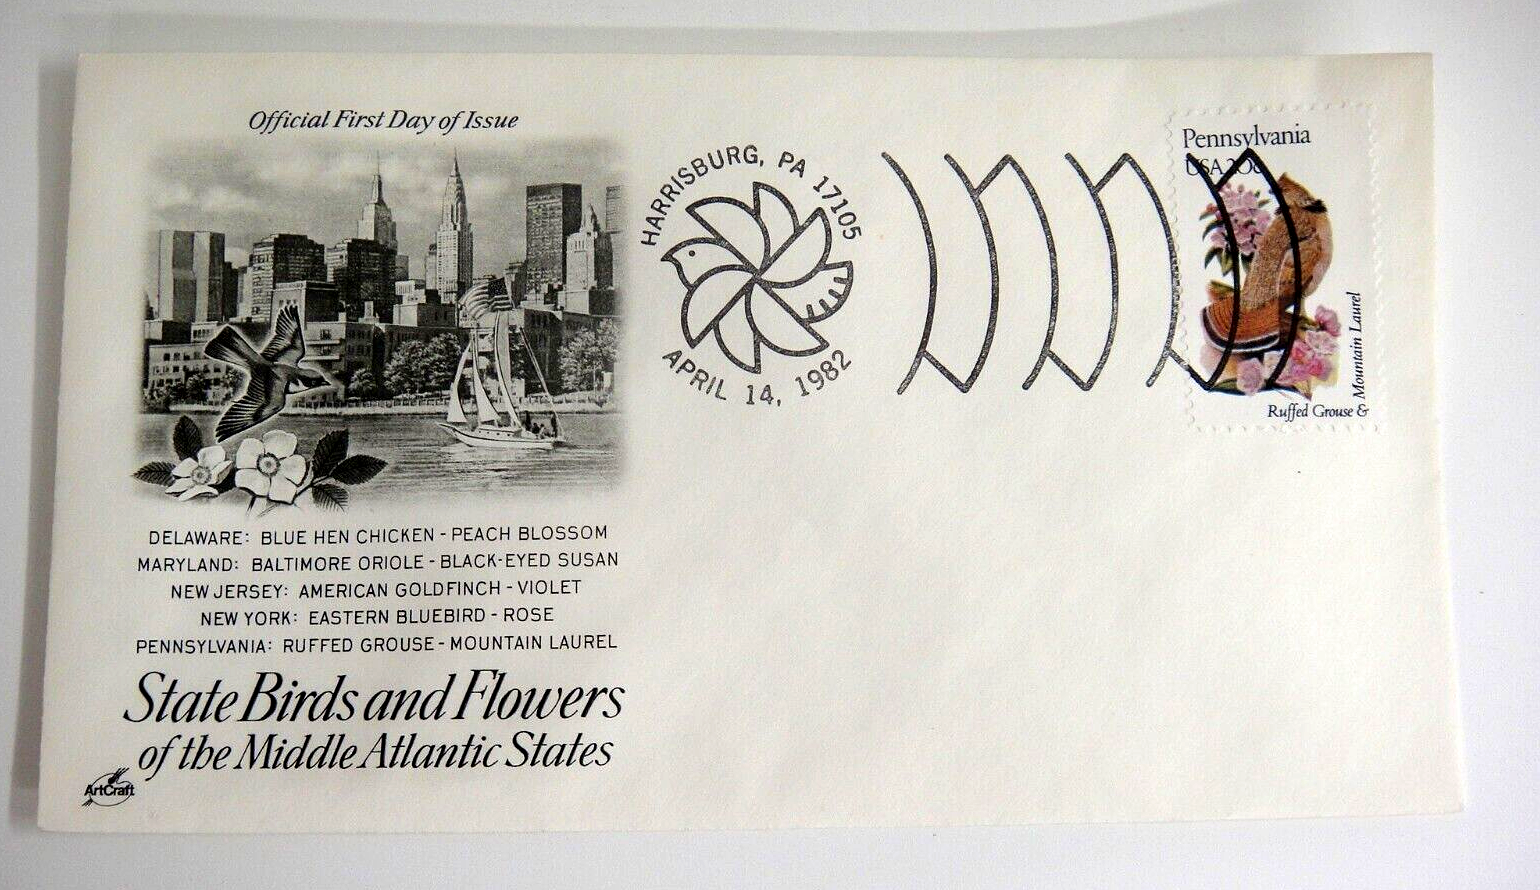 Official First Day of Issue
DELAWARE: BLUE HEN CHICKEN - PEACH BLOSSOM
MARYLAND: BALTIMORE ORIOLE - BLACK-EYED SUSAN
NEW JERSEY: AMERICAN GOLDFINCH - VIOLET
NEW YORK: EASTERN BLUEBIRD - ROSE
PENNSYLVANIA: RUFFED GROUSE - MOUNTAIN LAUREL
State Birds and Flowers
of the Middle Atlantic States
ArtCraft
HARRISBURG, PA 17105
APRIL 14, 1982
Pennsylvania
USA 20c
Ruffed Grouse &
Mountain Laurel